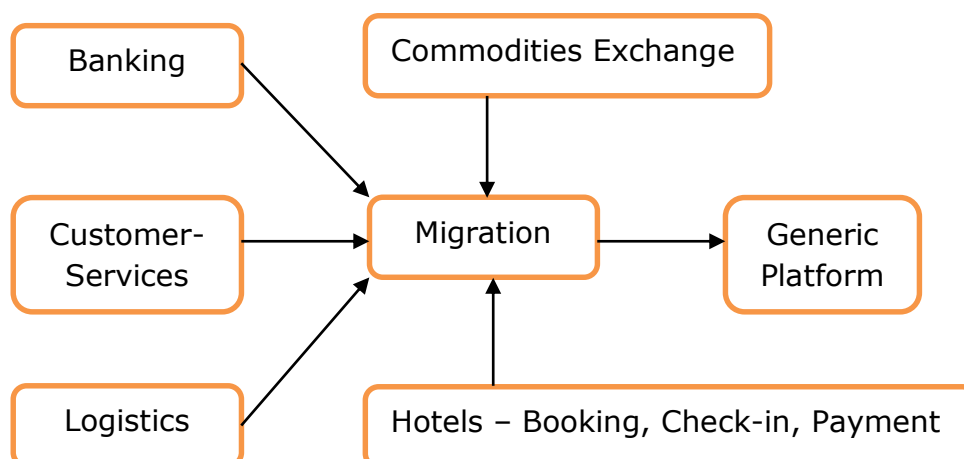 Banking
Commodities Exchange
Customer-
Services
Migration
Generic
Platform
Logistics
Hotels – Booking, Check-in, Payment